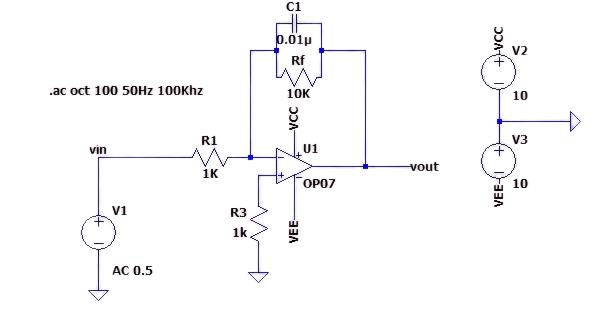 C1
0.01µ
Rf
10K
.ac oct 100 50Hz 100Khz
VCC
U1
OP07
vin
R1
1K
vout
R3
1k
VEE
V1
AC 0.5
VCC
V2
10
V3
10
VEE